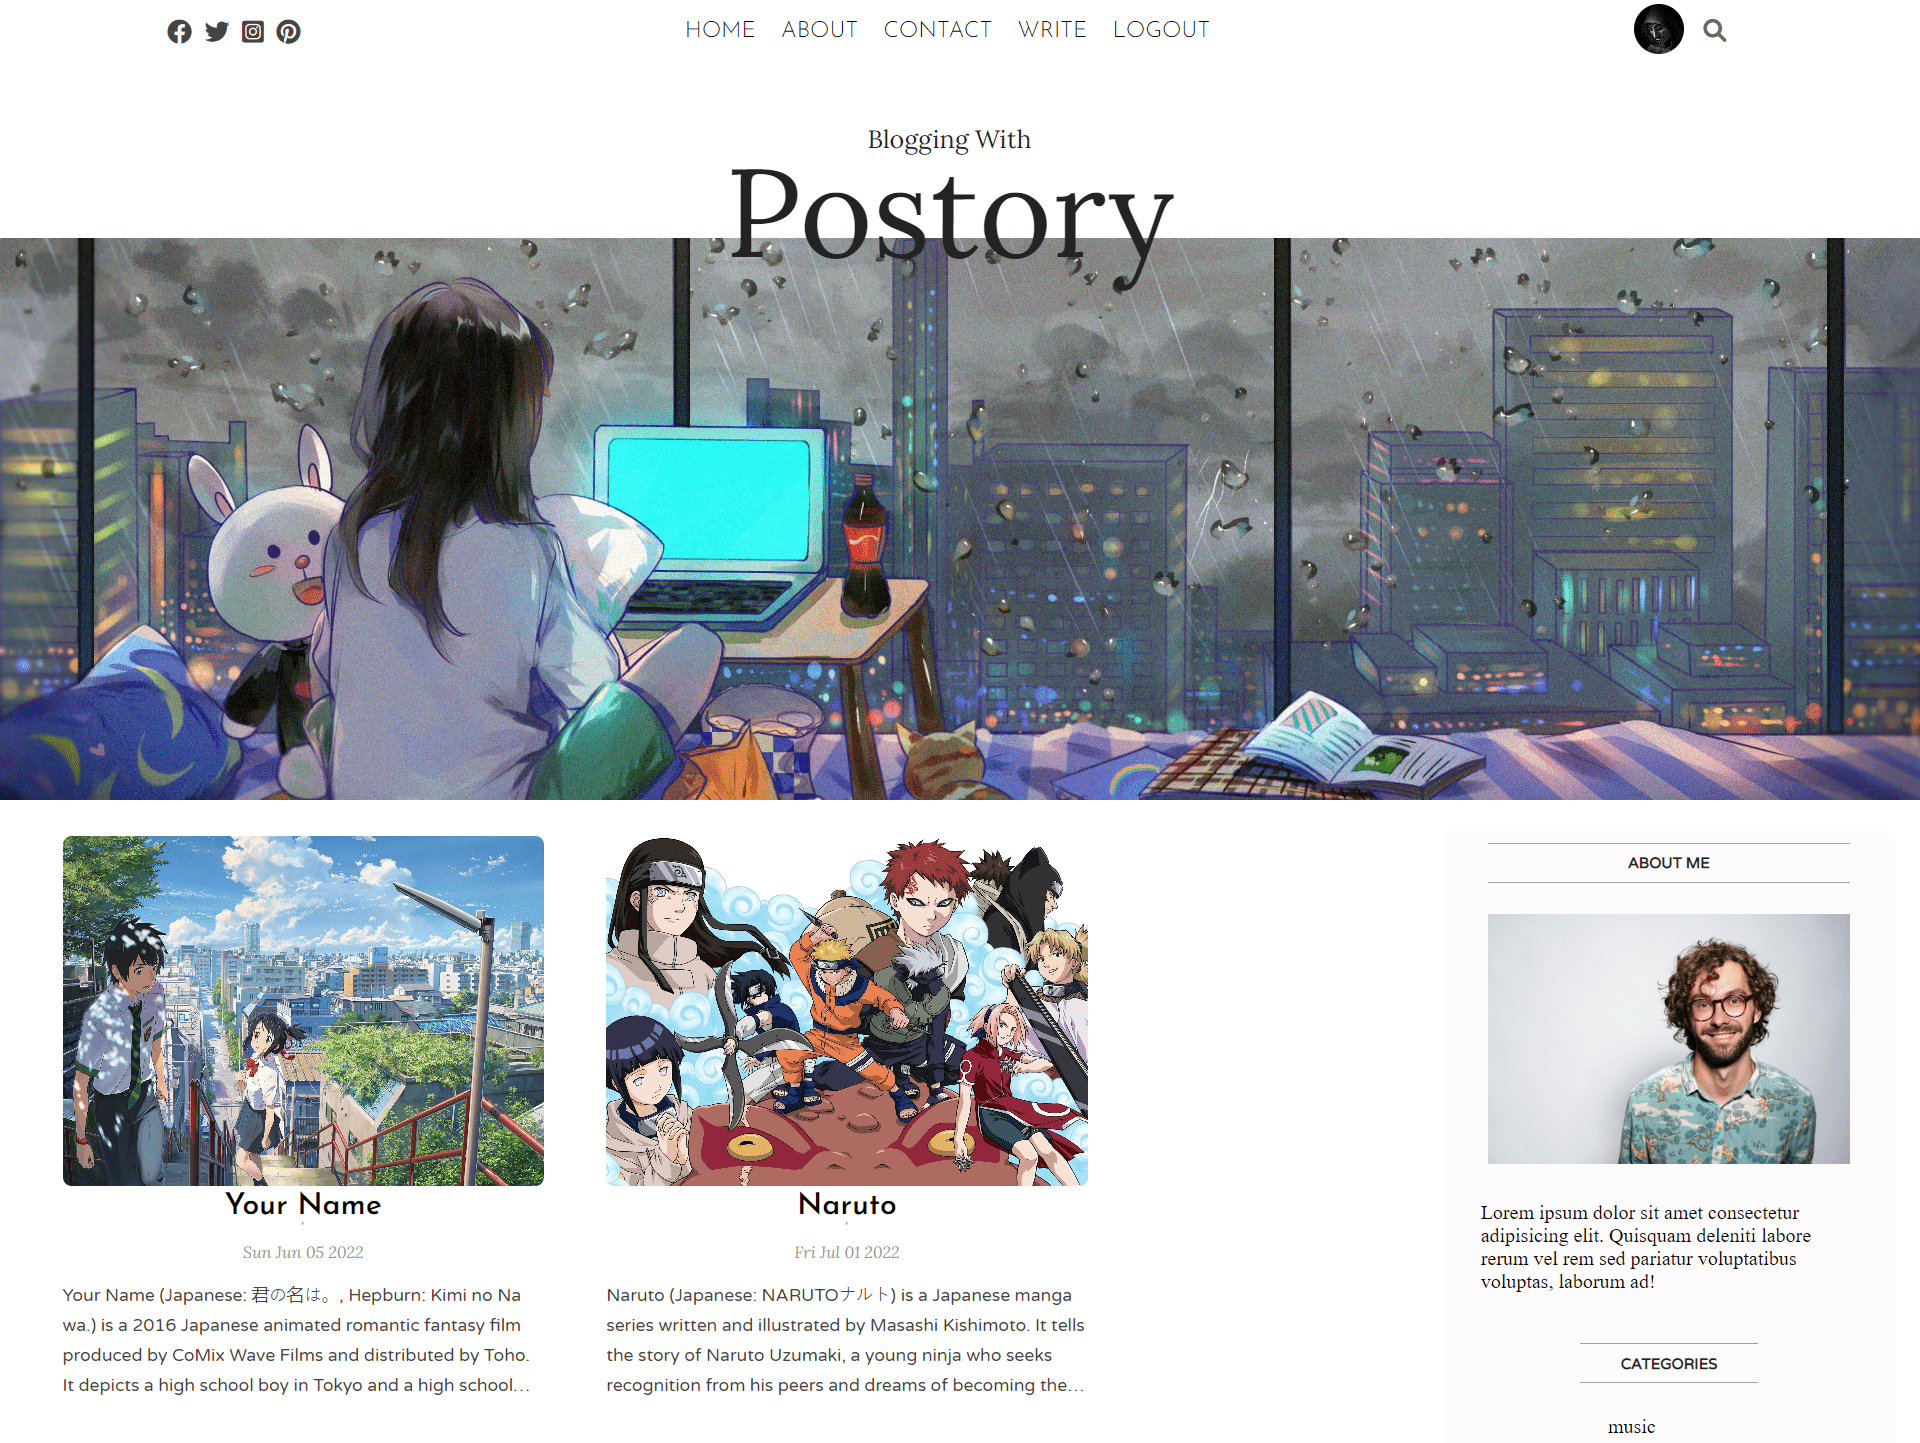 HOME ABOUT CONTACT WRITE LOGOUT
Blogging With
Postory
Your Name
Sun Jun 05 2022
Your Name (Japanese: 君の名は。, Hepburn: Kimi no Na
wa.) is a 2016 Japanese animated romantic fantasy film
produced by CoMix Wave Films and distributed by Toho.
It depicts a high school boy in Tokyo and a high school...
Naruto
Fri Jul 01 2022
Naruto (Japanese: NARUTOナルト) is a Japanese manga
series written and illustrated by Masashi Kishimoto. It tells
the story of Naruto Uzumaki, a young ninja who seeks
recognition from his peers and dreams of becoming the...
ABOUT ME
Lorem ipsum dolor sit amet consectetur
adipisicing elit. Quisquam deleniti labore
rerum vel rem sed pariatur voluptatibus
voluptas, laborum ad!
CATEGORIES
music